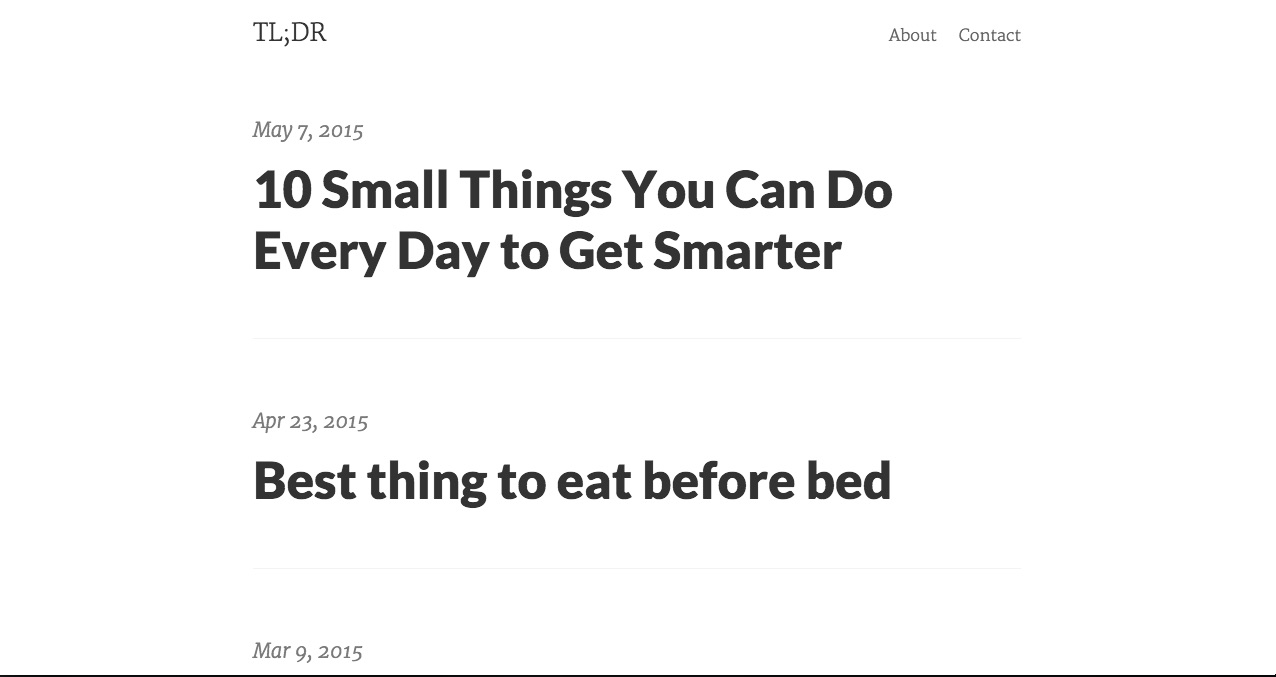 TL;DR
About Contact
May 7, 2015
10 Small Things You Can Do
Every Day to Get Smarter
Apr 23, 2015
Best thing to eat before bed
Mar 9, 2015